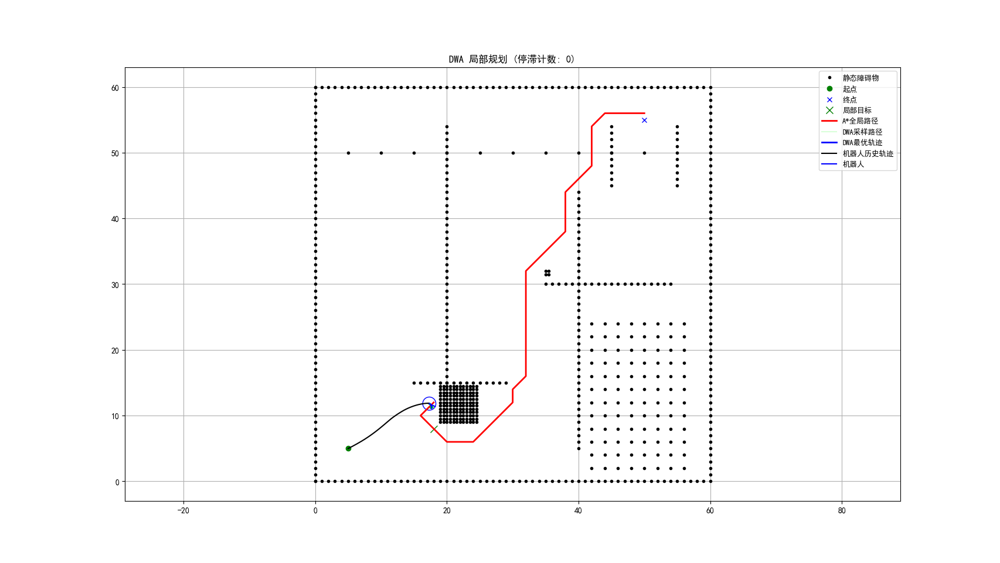 DWA 局部规划 (停滞计数: 0)
静态障碍物
起点
终点
局部目标
A*全局路径
DWA采样路径
DWA最优轨迹
机器人历史轨迹
机器人
60
50
40
30
20
10
0
−20
0
20
40
60
80